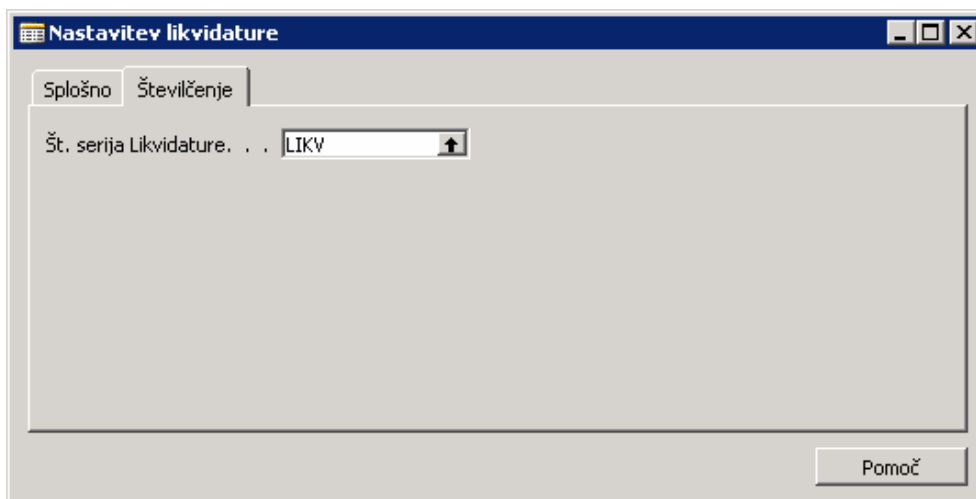 Nastavitev likvidature
Splošno Številčenje
Št. serija Likvidature. . . LIKV
Pomoč